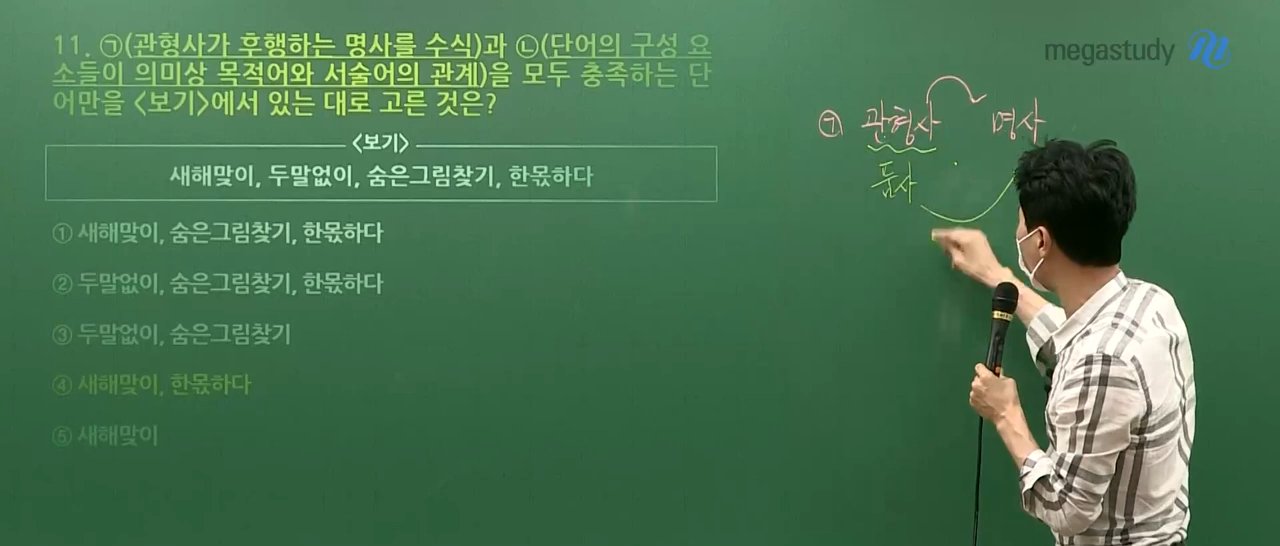 11. ㉠(관형사가 후행하는 명사를 수식)과 ㉡(단어의 구성 요
소들이 의미상 목적어와 서술어의 관계)을 모두 충족하는 단
어만을 <보기>에서 있는 대로 고른 것은?
<보기>
새해맞이, 두말없이, 숨은그림찾기, 한몫하다
① 새해맞이, 숨은그림찾기, 한몫하다
② 두말없이, 숨은그림찾기, 한몫하다
③ 두말없이, 숨은그림찾기
④ 새해맞이, 한몫하다
⑤ 새해맞이
megastudy
㉠ 관형사 명사
품사